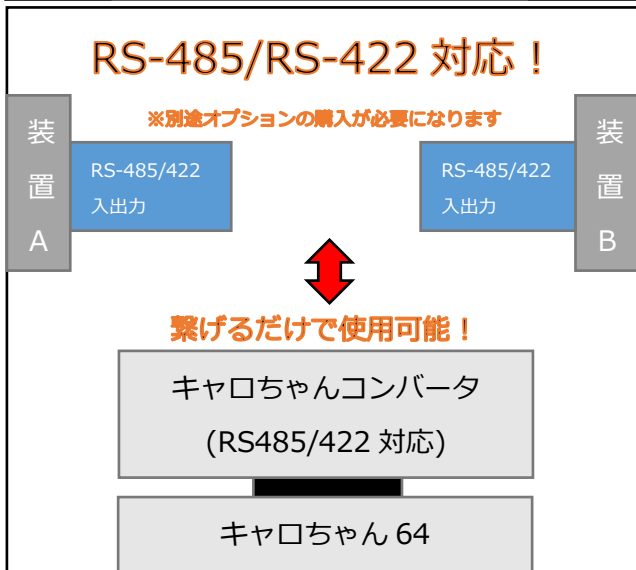 RS-485/RS-422 対応！
※別途オプションの購入が必要になります
装
置
A
RS-485/422
入出力
RS-485/422
入出力
装
置
B
繋げるだけで使用可能！
キャロちゃんコンバータ
(RS485/422 対応)
キャロちゃん 64